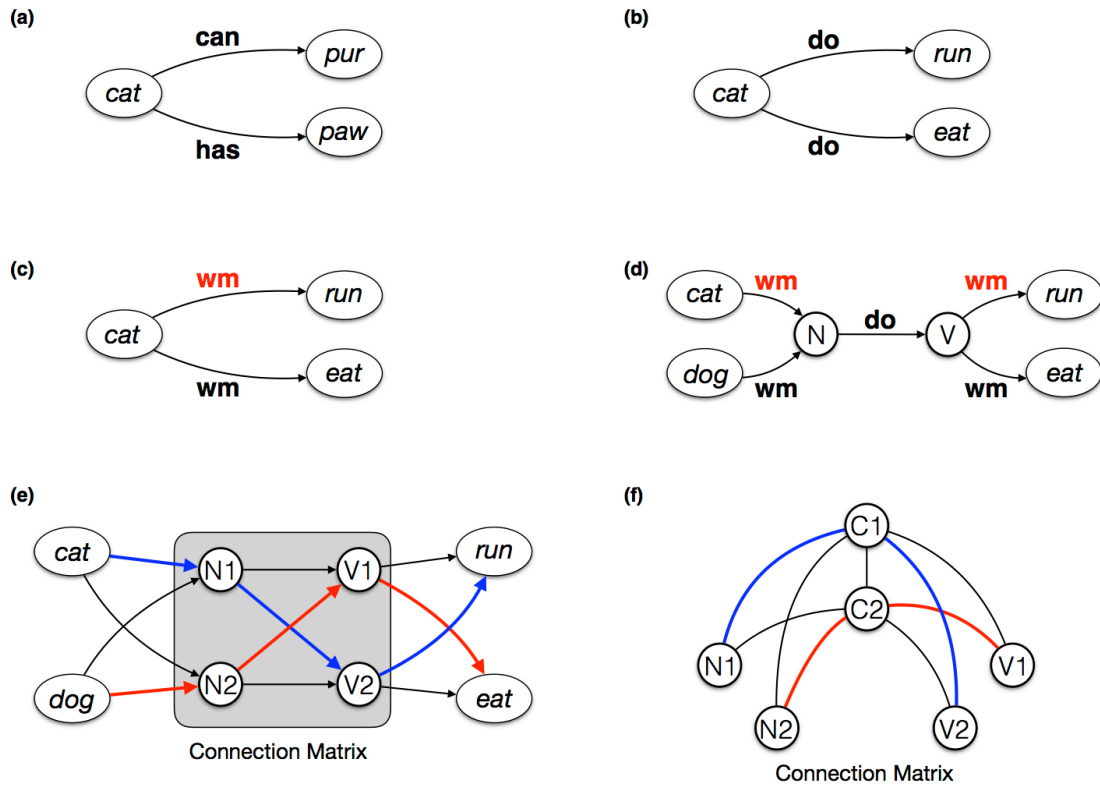 (a)
can
cat
pur
paw
has
(b)
do
cat
run
eat
do
(c)
wm
cat
run
eat
wm
(d)
cat
wm
wm
run
N
do
V
dog
wm
wm
eat
(e)
cat
N1
V1
run
dog
N2
V2
eat
Connection Matrix
(f)
C1
C2
N1
V1
N2
V2
Connection Matrix